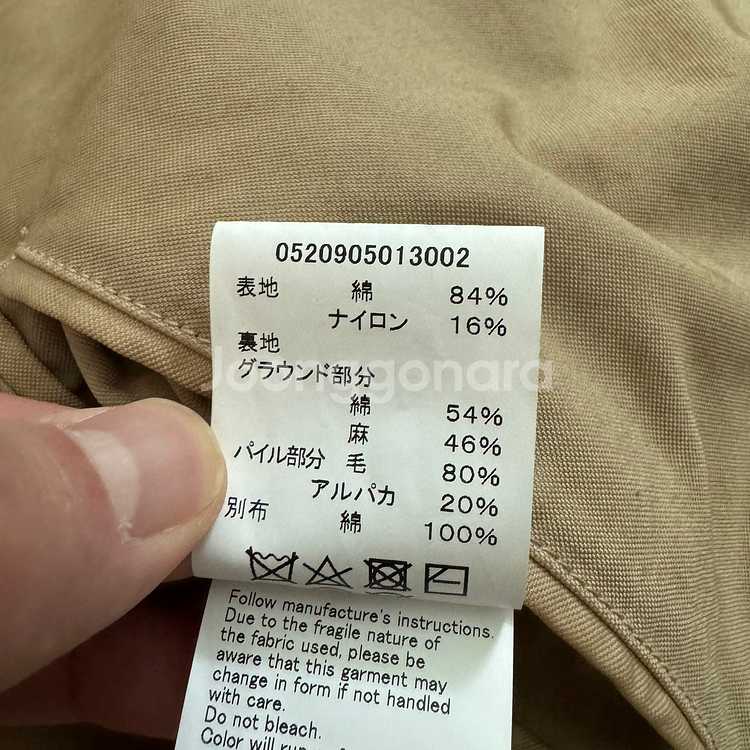 0520905013002
表地 綿 84%
ナイロン 16%
裏地
グラウンド部分
綿 54%
麻 46%
パイル部分 毛 80%
アルパカ 20%
別布 綿 100%
Joonggonara
Follow manufacture's instructions.
Due to the fragile nature of
the fabric used, please be
aware that this garment may
change in form if not handled
with care.
Do not bleach.
Color will